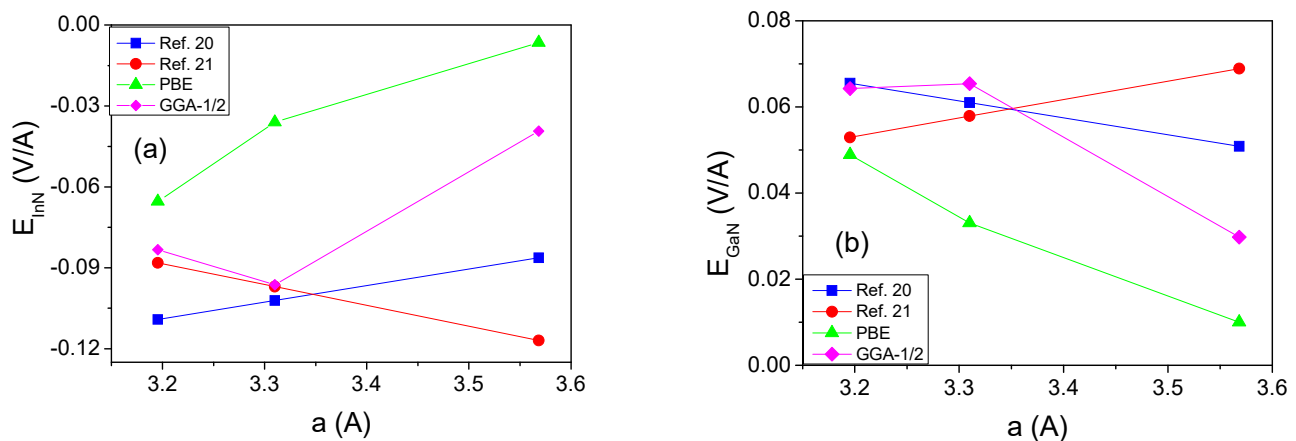 0.00
-0.03
-0.06
-0.09
-0.12
E_InN (V/A)
Ref. 20
Ref. 21
PBE
GGA-1/2
(a)
3.2 3.3 3.4 3.5 3.6
a (A)
0.08
0.06
0.04
0.02
0.00
E_GaN (V/A)
(b)
Ref. 20
Ref. 21
PBE
GGA-1/2
3.2 3.3 3.4 3.5 3.6
a (A)